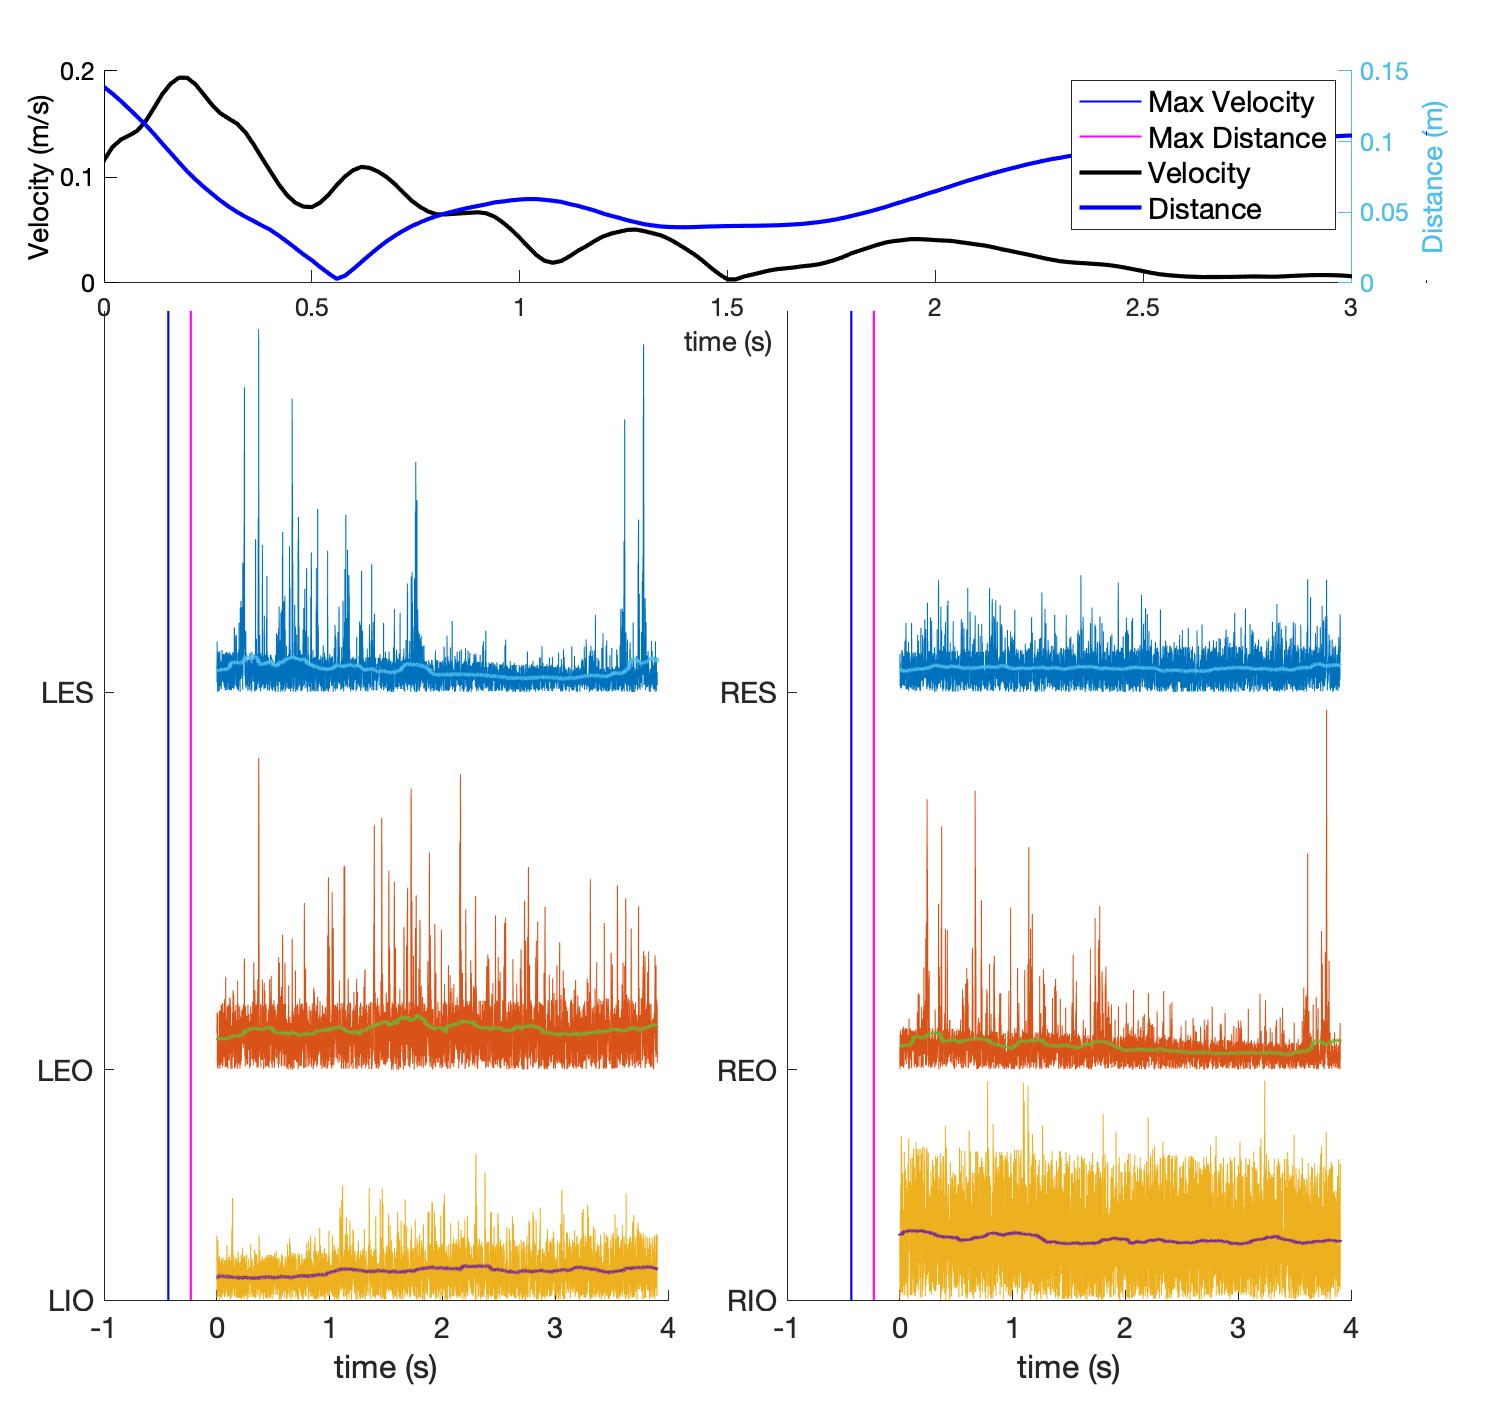 0.2
0.1
0
Velocity (m/s)
0.15
0.1
0.05
0
Distance (m)
Max Velocity
Max Distance
Velocity
Distance
0 0.5 1 1.5 2 2.5 3
time (s)
LES
LEO
LIO
-1 0 1 2 3 4
time (s)
RES
REO
RIO
-1 0 1 2 3 4
time (s)